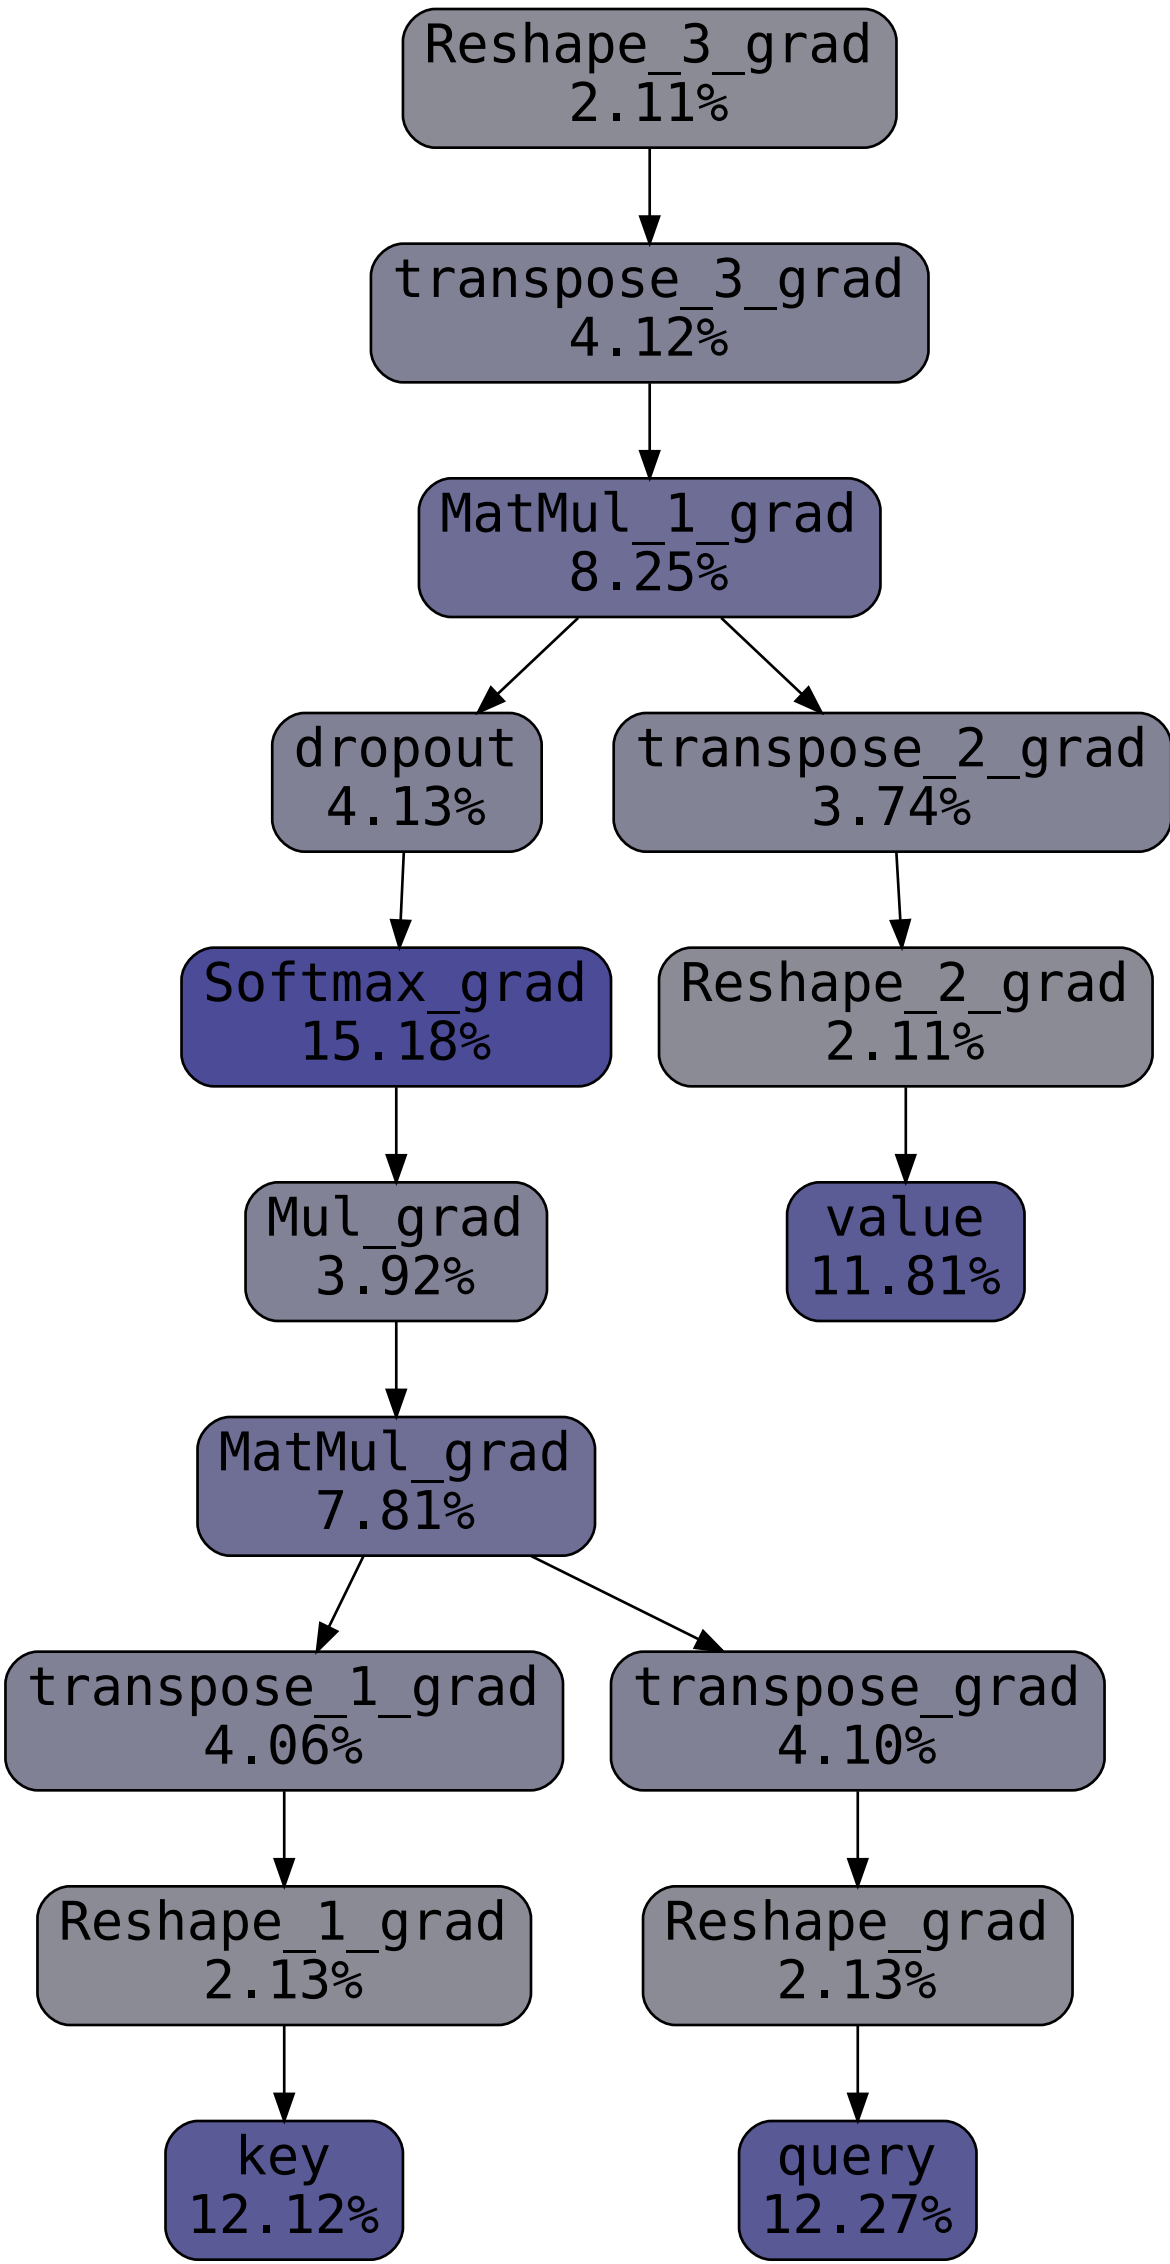 Reshape_3_grad
2.11%
transpose_3_grad
4.12%
MatMul_1_grad
8.25%
dropout
4.13%
transpose_2_grad
3.74%
Softmax_grad
15.18%
Reshape_2_grad
2.11%
Mul_grad
3.92%
value
11.81%
MatMul_grad
7.81%
transpose_1_grad
4.06%
transpose_grad
4.10%
Reshape_1_grad
2.13%
Reshape_grad
2.13%
key
12.12%
query
12.27%